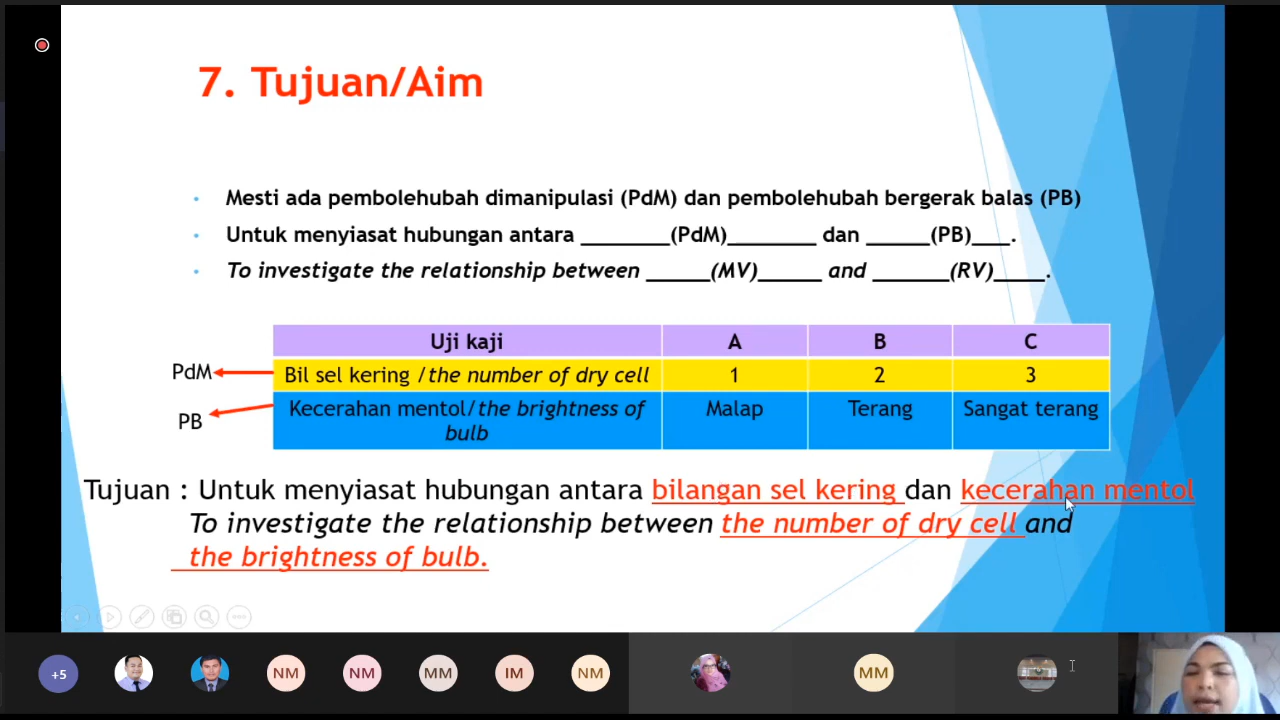 7. Tujuan/Aim
Mesti ada pembolehubah dimanipulasi (PdM) dan pembolehubah bergerak balas (PB)
Untuk menyiasat hubungan antara ________(PdM)________ dan ______(PB)___.
To investigate the relationship between ______(MV)______ and _______(RV)_____.
Uji kaji A B C
PdM Bil sel kering /the number of dry cell 1 2 3
PB Kecerahan mentol/the brightness of Malap Terang Sangat terang
bulb
Tujuan : Untuk menyiasat hubungan antara bilangan sel kering dan kecerahan mentol
To investigate the relationship between the number of dry cell and
the brightness of bulb.
+5 NM NM MM IM NM MM